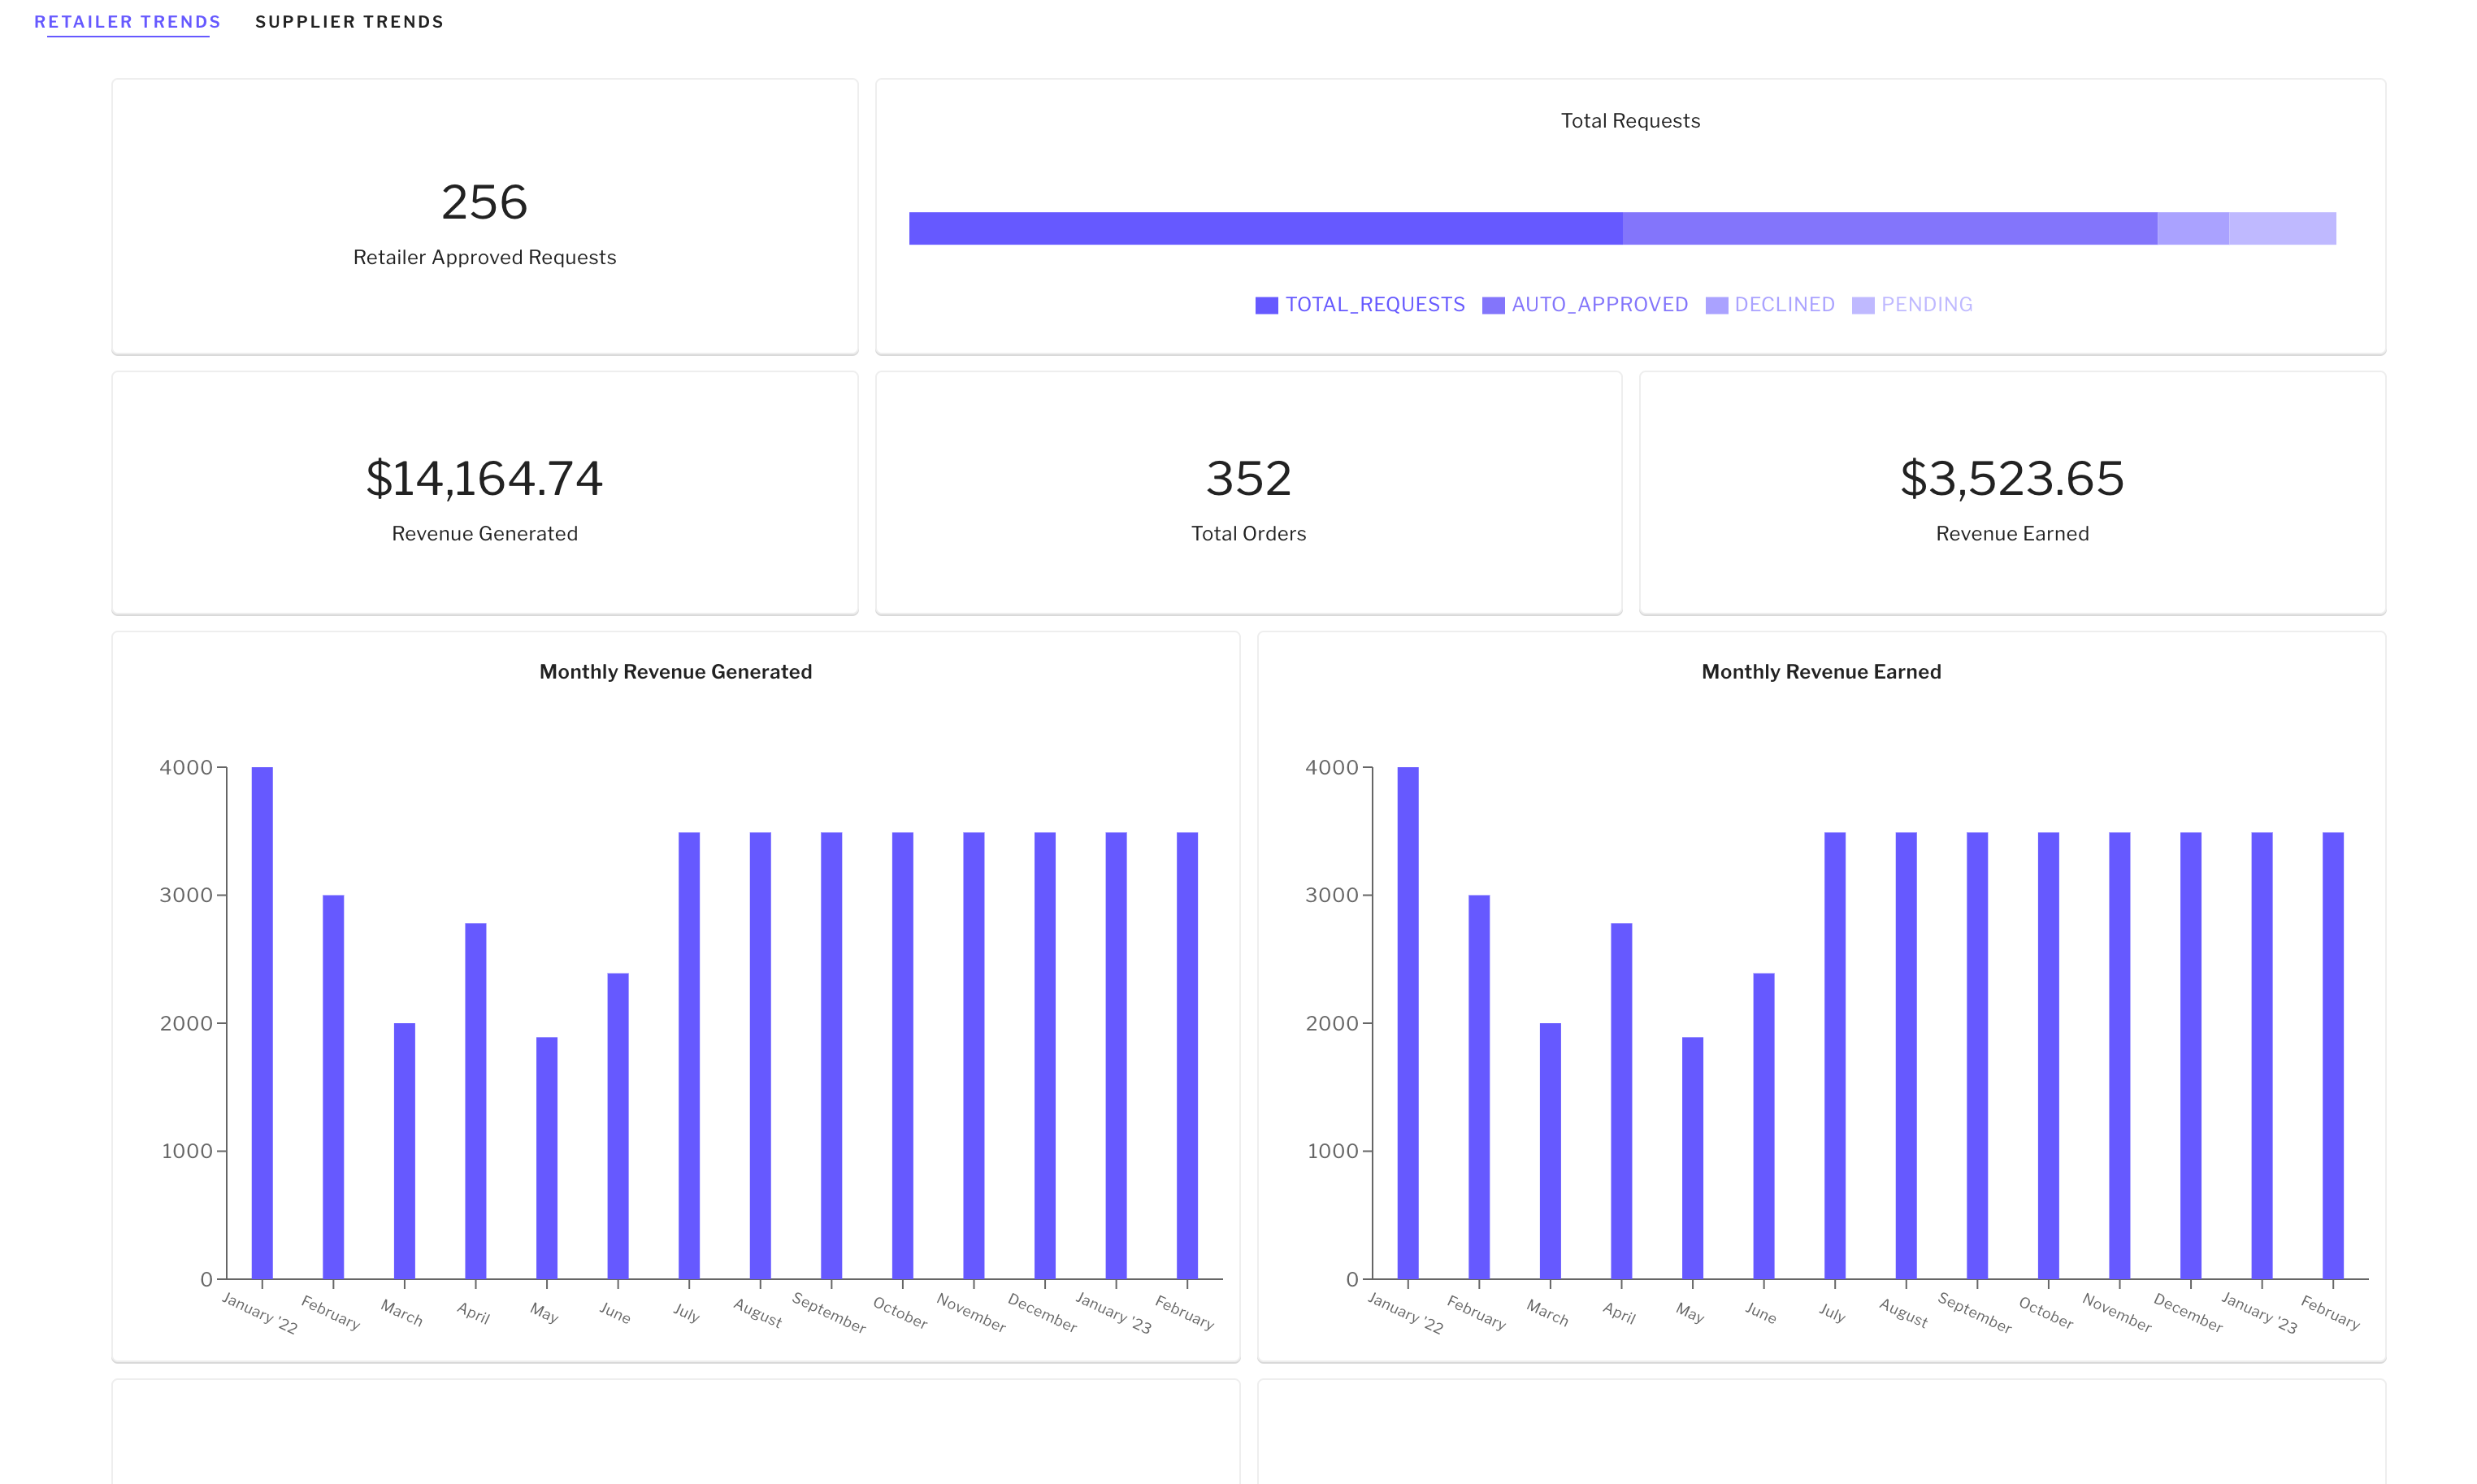 RETAILER TRENDS SUPPLIER TRENDS
256
Retailer Approved Requests
Total Requests
TOTAL_REQUESTS AUTO_APPROVED DECLINED PENDING
$14,164.74
Revenue Generated
352
Total Orders
$3,523.65
Revenue Earned
Monthly Revenue Generated
4000
3000
2000
1000
0
January '22 February March April May June July August September October November December January '23 February
Monthly Revenue Earned
4000
3000
2000
1000
0
January '22 February March April May June July August September October November December January '23 February